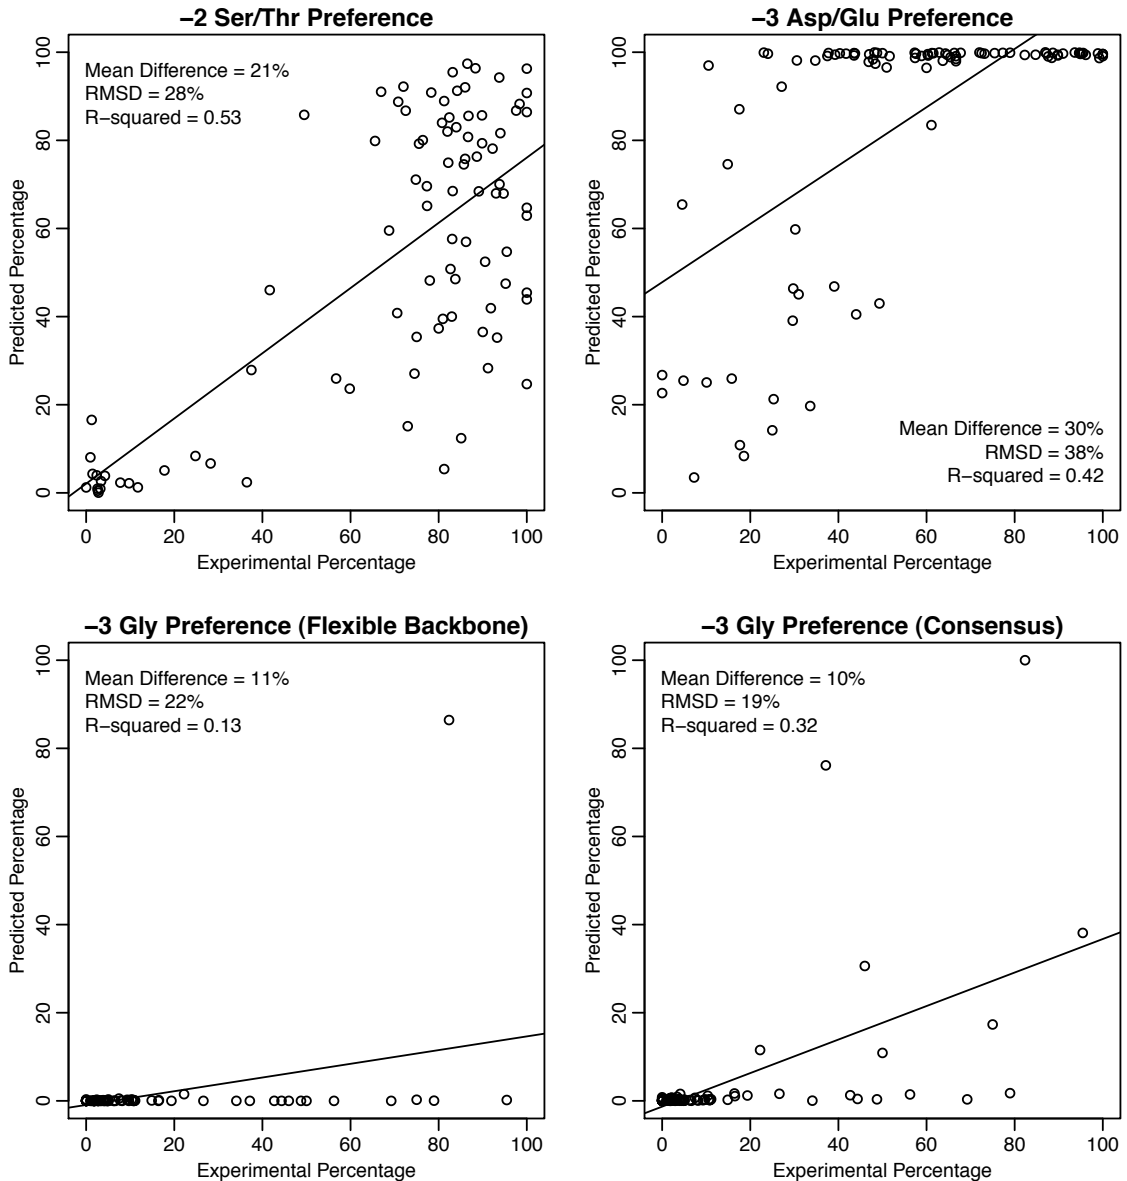 −2 Ser/Thr Preference
Mean Difference = 21%
RMSD = 28%
R−squared = 0.53
Predicted Percentage
0 20 40 60 80 100
0 20 40 60 80 100
Experimental Percentage
−3 Asp/Glu Preference
Mean Difference = 30%
RMSD = 38%
R−squared = 0.42
Predicted Percentage
0 20 40 60 80 100
0 20 40 60 80 100
Experimental Percentage
−3 Gly Preference (Flexible Backbone)
Mean Difference = 11%
RMSD = 22%
R−squared = 0.13
Predicted Percentage
0 20 40 60 80 100
0 20 40 60 80 100
Experimental Percentage
−3 Gly Preference (Consensus)
Mean Difference = 10%
RMSD = 19%
R−squared = 0.32
Predicted Percentage
0 20 40 60 80 100
0 20 40 60 80 100
Experimental Percentage